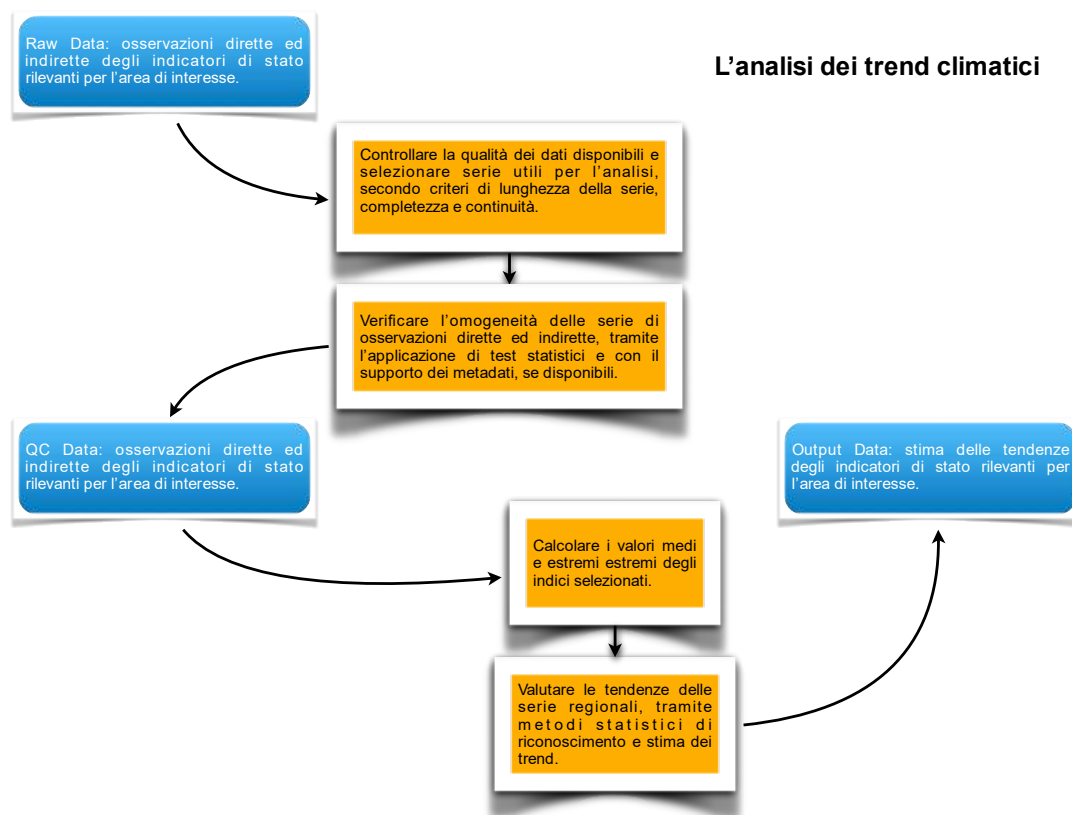 Raw Data: osservazioni dirette ed
indirette degli indicatori di stato
rilevanti per l'area di interesse.
L'analisi dei trend climatici
Controllare la qualità dei dati disponibili e
selezionare serie utili per l'analisi,
secondo criteri di lunghezza della serie,
completezza e continuità.
Verificare l'omogeneità delle serie di
osservazioni dirette ed indirette, tramite
l'applicazione di test statistici e con il
supporto dei metadati, se disponibili.
QC Data: osservazioni dirette ed
indirette degli indicatori di stato
rilevanti per l'area di interesse.
Output Data: stima delle tendenze
degli indicatori di stato rilevanti per
l'area di interesse.
Calcolare i valori medi
e estremi estremi degli
indici selezionati.
Valutare le tendenze delle
serie regionali, tramite
metodi statistici di
riconoscimento e stima dei
trend.